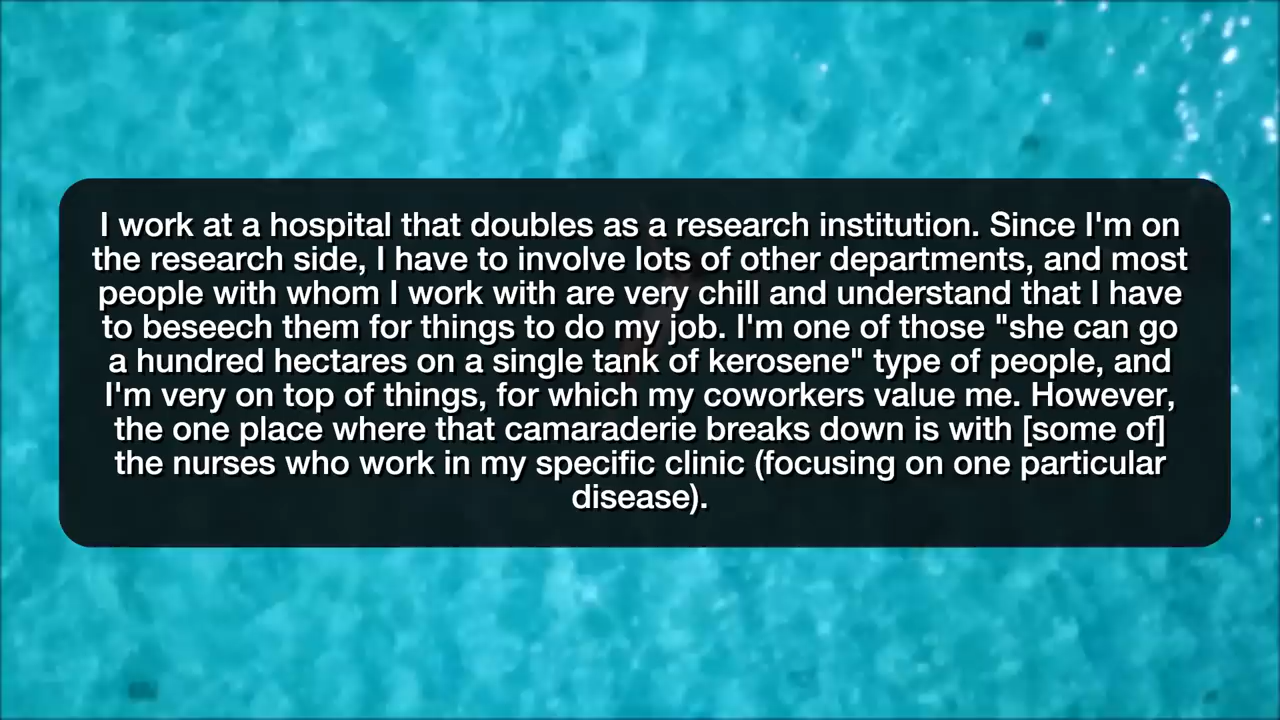 I work at a hospital that doubles as a research institution. Since I'm on
the research side, I have to involve lots of other departments, and most
people with whom I work with are very chill and understand that I have
to beseech them for things to do my job. I'm one of those "she can go
a hundred hectares on a single tank of kerosene" type of people, and
I'm very on top of things, for which my coworkers value me. However,
the one place where that camaraderie breaks down is with [some of]
the nurses who work in my specific clinic (focusing on one particular
disease).